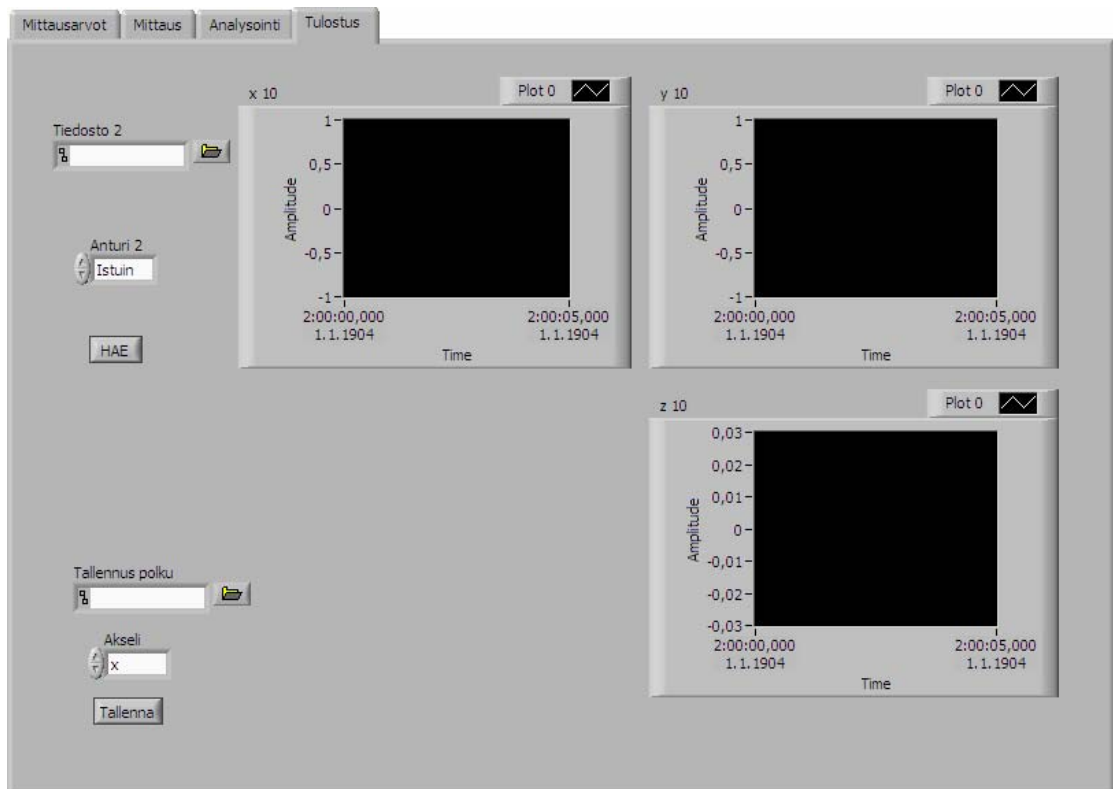 Mittausarvot
Mittaus
Analysointi
Tulostus
Tiedosto 2
Anturi 2
Istuin
HAE
x 10
Plot 0
Amplitude
1
0,5
0
-0,5
-1
2:00:00,000
1.1.1904
2:00:05,000
1.1.1904
Time
y 10
Plot 0
Amplitude
1
0,5
0
-0,5
-1
2:00:00,000
1.1.1904
2:00:05,000
1.1.1904
Time
z 10
Plot 0
Amplitude
0,03
0,02
0,01
0
-0,01
-0,02
-0,03
2:00:00,000
1.1.1904
2:00:05,000
1.1.1904
Time
Tallennus polku
Akseli
x
Tallenna